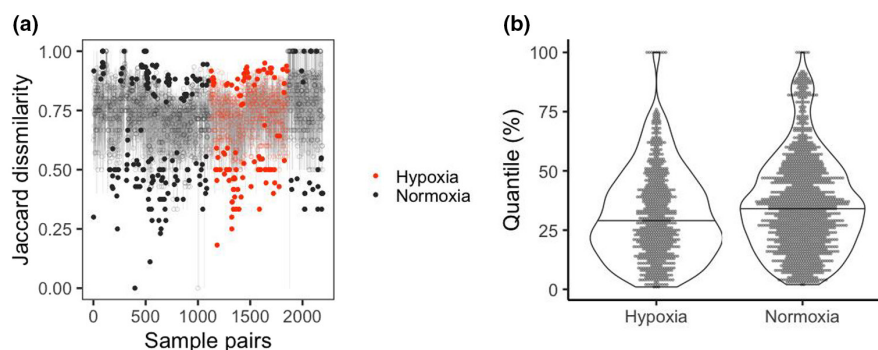 (a)
Jaccard dissmilarity
1.00
0.75
0.50
0.25
0.00
0 500 1000 1500 2000
Sample pairs
Hypoxia
Normoxia
(b)
Quantile (%)
100
75
50
25
0
Hypoxia Normoxia